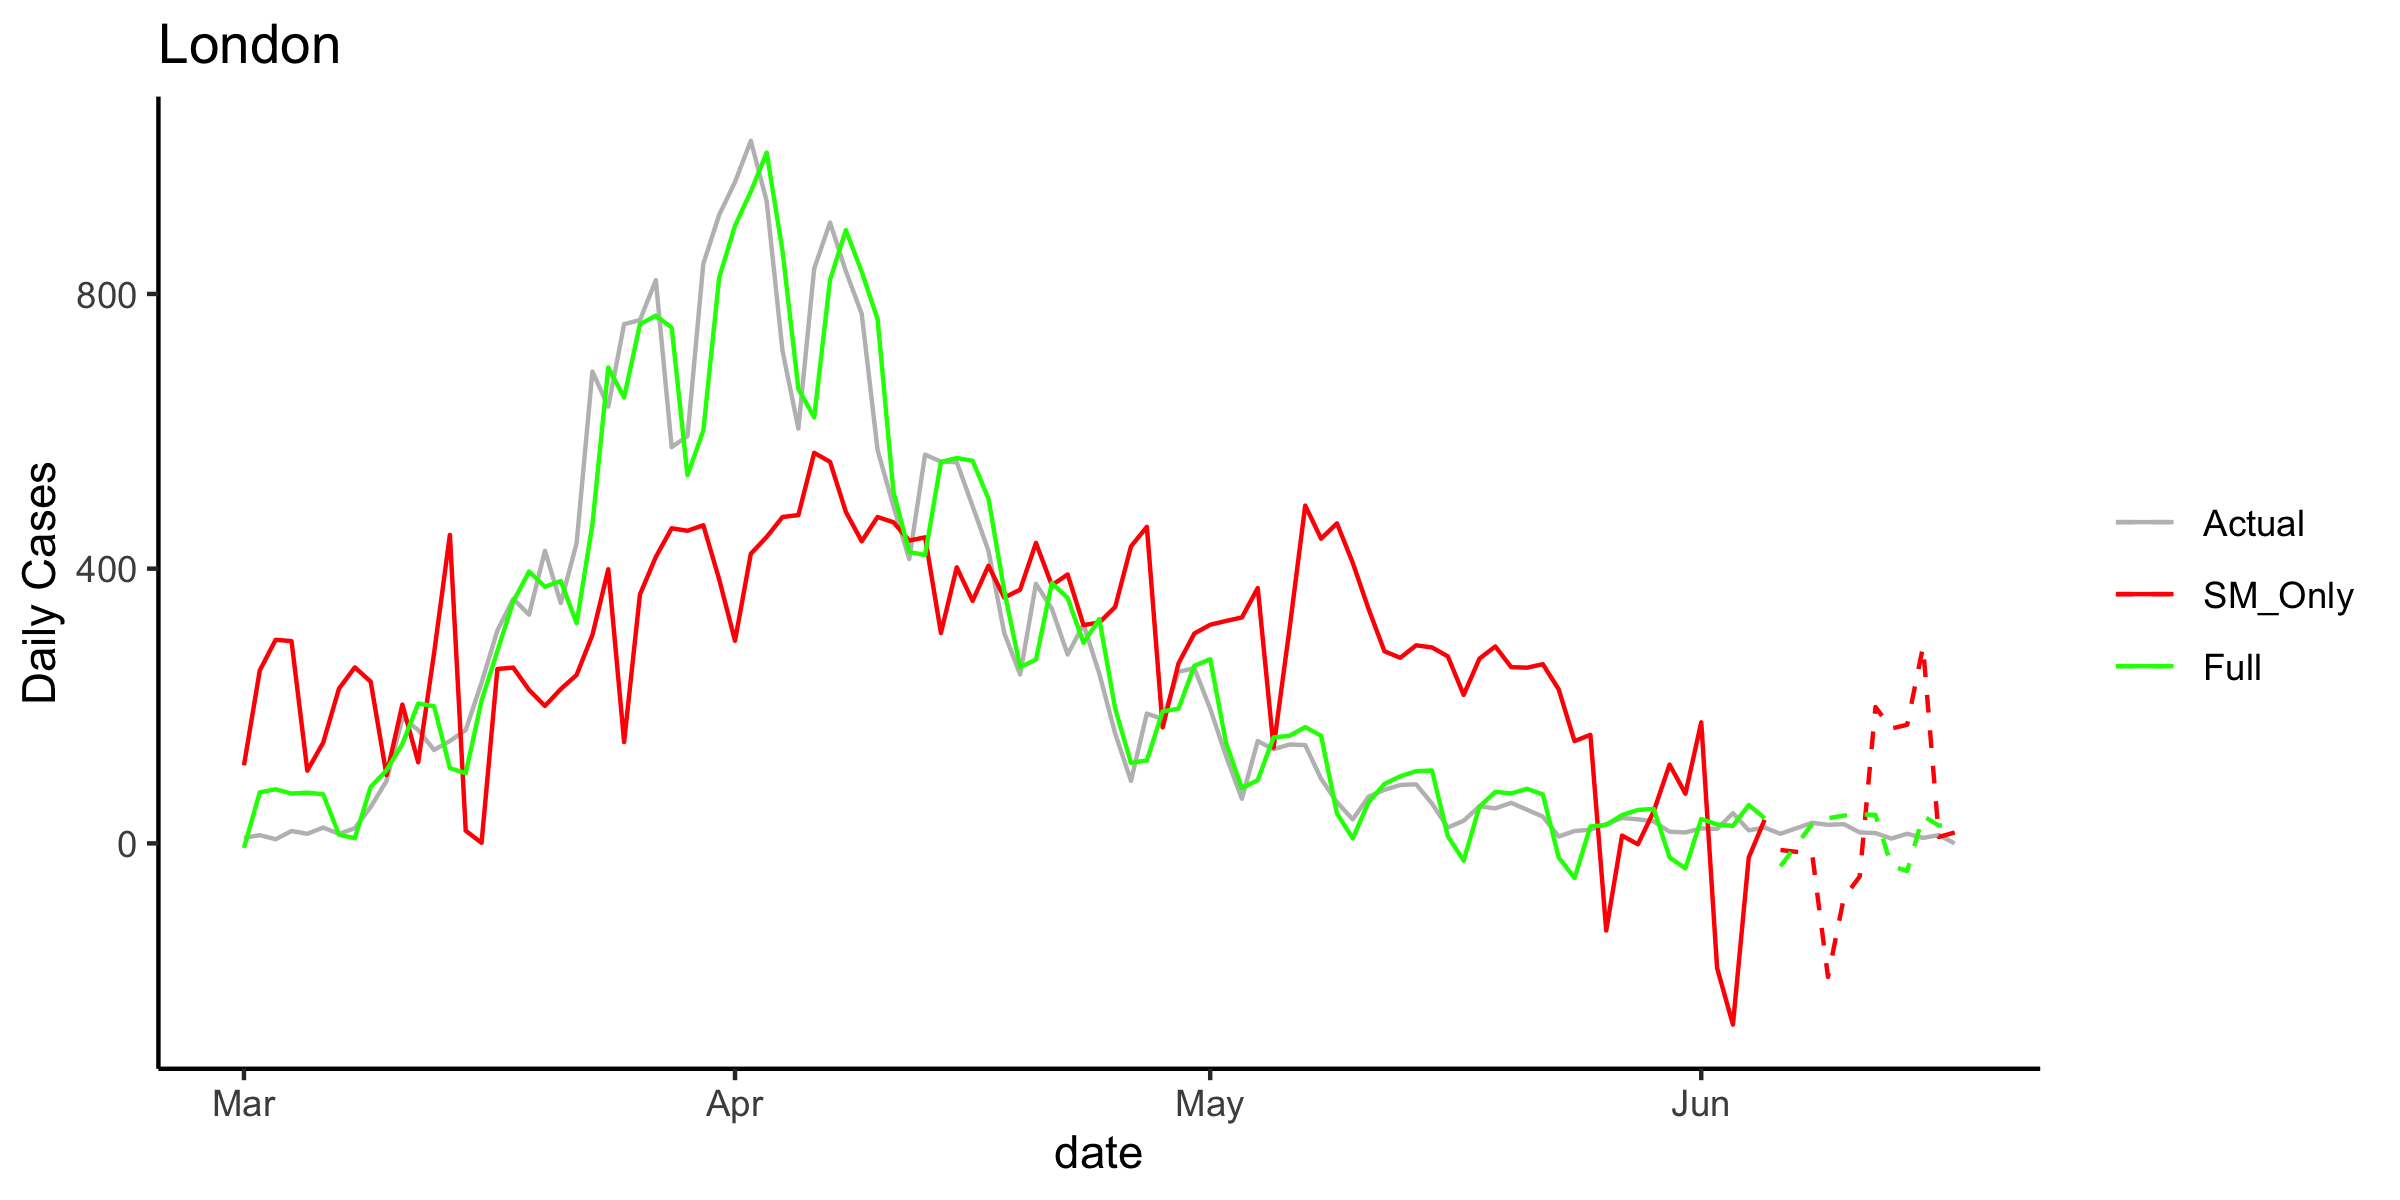 London
Daily Cases
800
400
0
Mar
Apr
May
Jun
date
Actual
SM_Only
Full